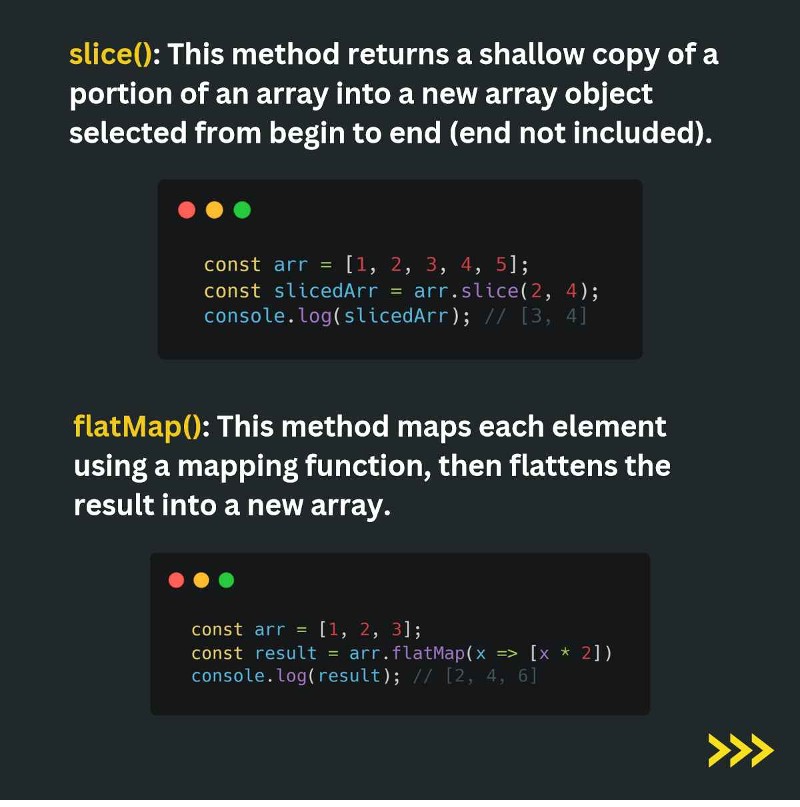 slice(): This method returns a shallow copy of a
portion of an array into a new array object
selected from begin to end (end not included).
const arr = [1, 2, 3, 4, 5];
const slicedArr = arr.slice(2, 4);
console.log(slicedArr); // [3, 4]
flatMap(): This method maps each element
using a mapping function, then flattens the
result into a new array.
const arr = [1, 2, 3];
const result = arr.flatMap(x => [x * 2])
console.log(result); // [2, 4, 6]